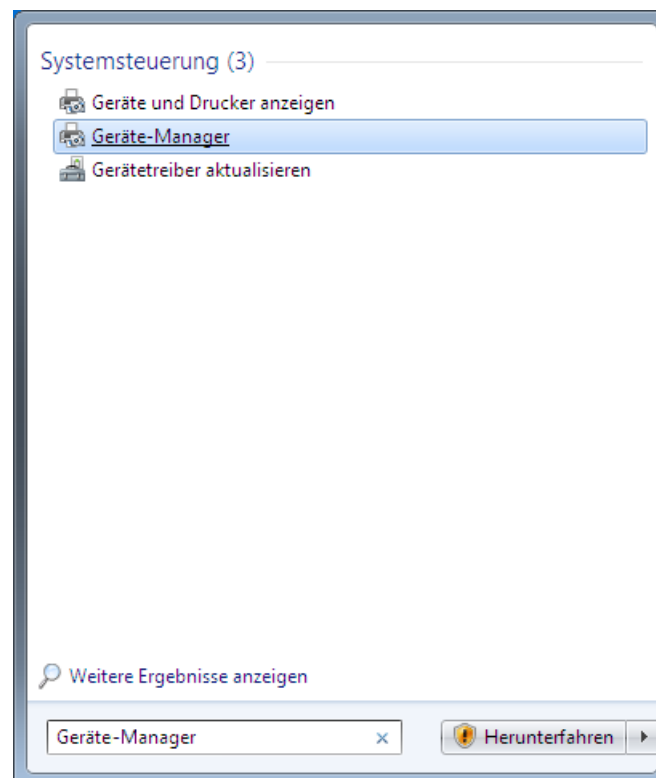 Systemsteuerung (3)
Geräte und Drucker anzeigen
Geräte-Manager
Gerätetreiber aktualisieren
Weitere Ergebnisse anzeigen
Geräte-Manager
Herunterfahren